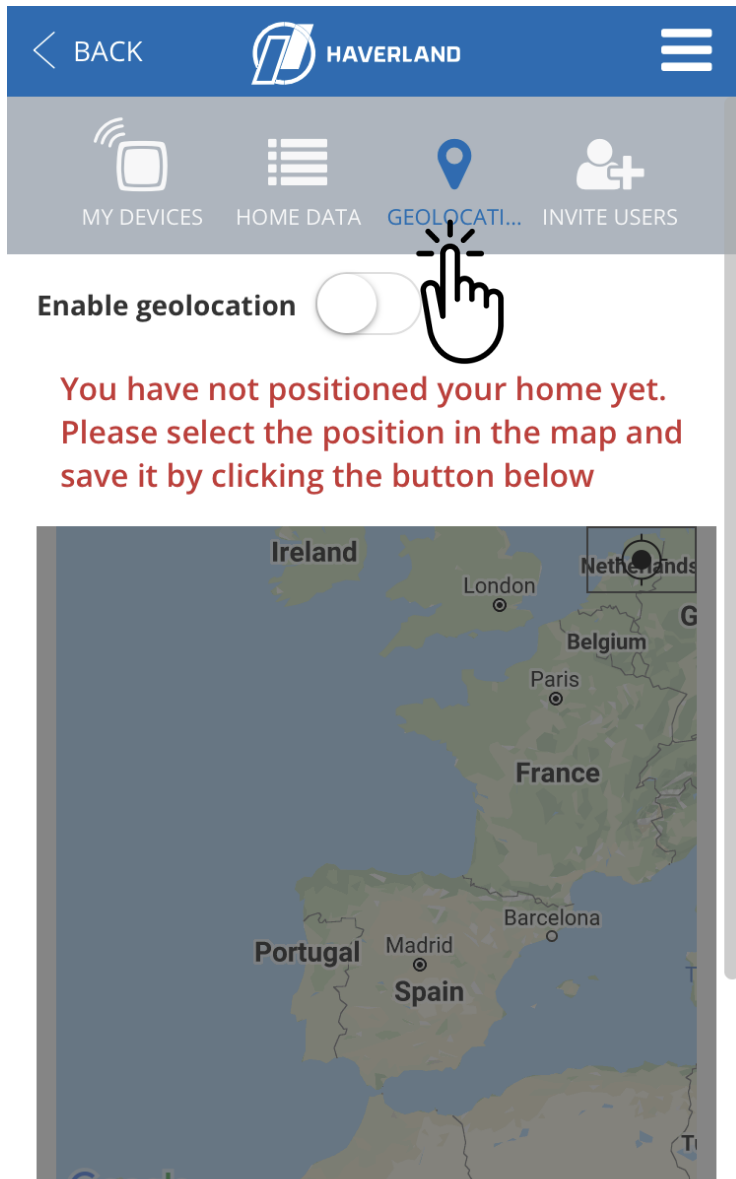 BACK
HAVERLAND
MY DEVICES HOME DATA GEOLOCATI... INVITE USERS
Enable geolocation
You have not positioned your home yet.
Please select the position in the map and
save it by clicking the button below
Ireland
Netherlands
London
G
Belgium
Paris
France
Barcelona
Portugal
Madrid
T
Spain